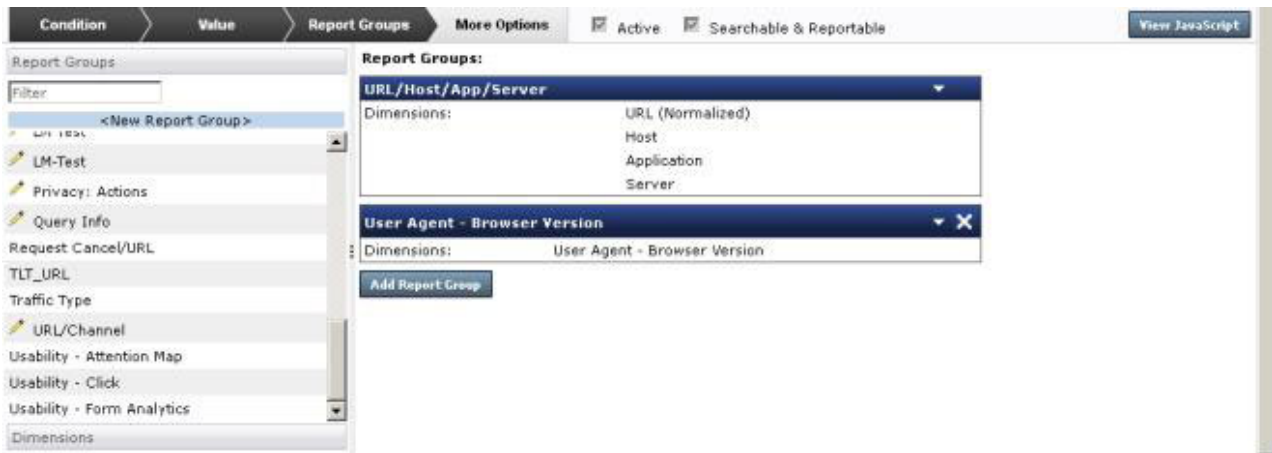 Condition Value Report Groups More Options Active Searchable & Reportable View JavaScript
Report Groups
Filter
<New Report Group>
LM-Test
Privacy: Actions
Query Info
Request Cancel/URL
TLT_URL
Traffic Type
URL/Channel
Usability - Attention Map
Usability - Click
Usability - Form Analytics
Dimensions
Report Groups:
URL/Host/App/Server
Dimensions: URL (Normalized)
Host
Application
Server
User Agent - Browser Version
Dimensions: User Agent - Browser Version
Add Report Group